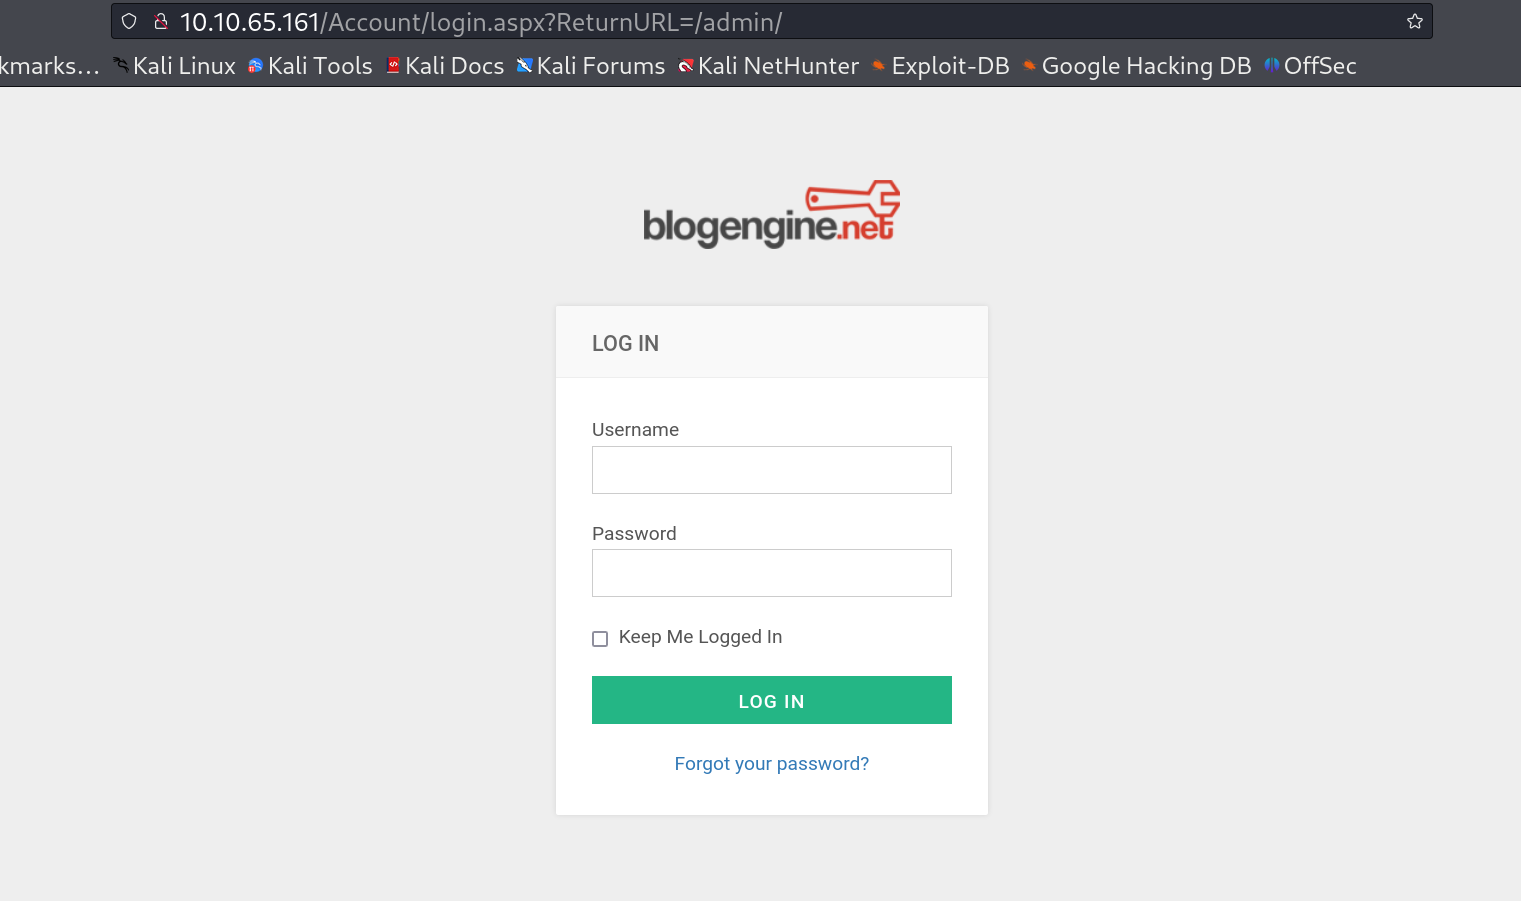 10.10.65.161/Account/login.aspx?ReturnURL=/admin/
kmarks... Kali Linux Kali Tools Kali Docs Kali Forums Kali NetHunter Exploit-DB Google Hacking DB OffSec
blogengine.net
LOG IN
Username
Password
Keep Me Logged In
LOG IN
Forgot your password?